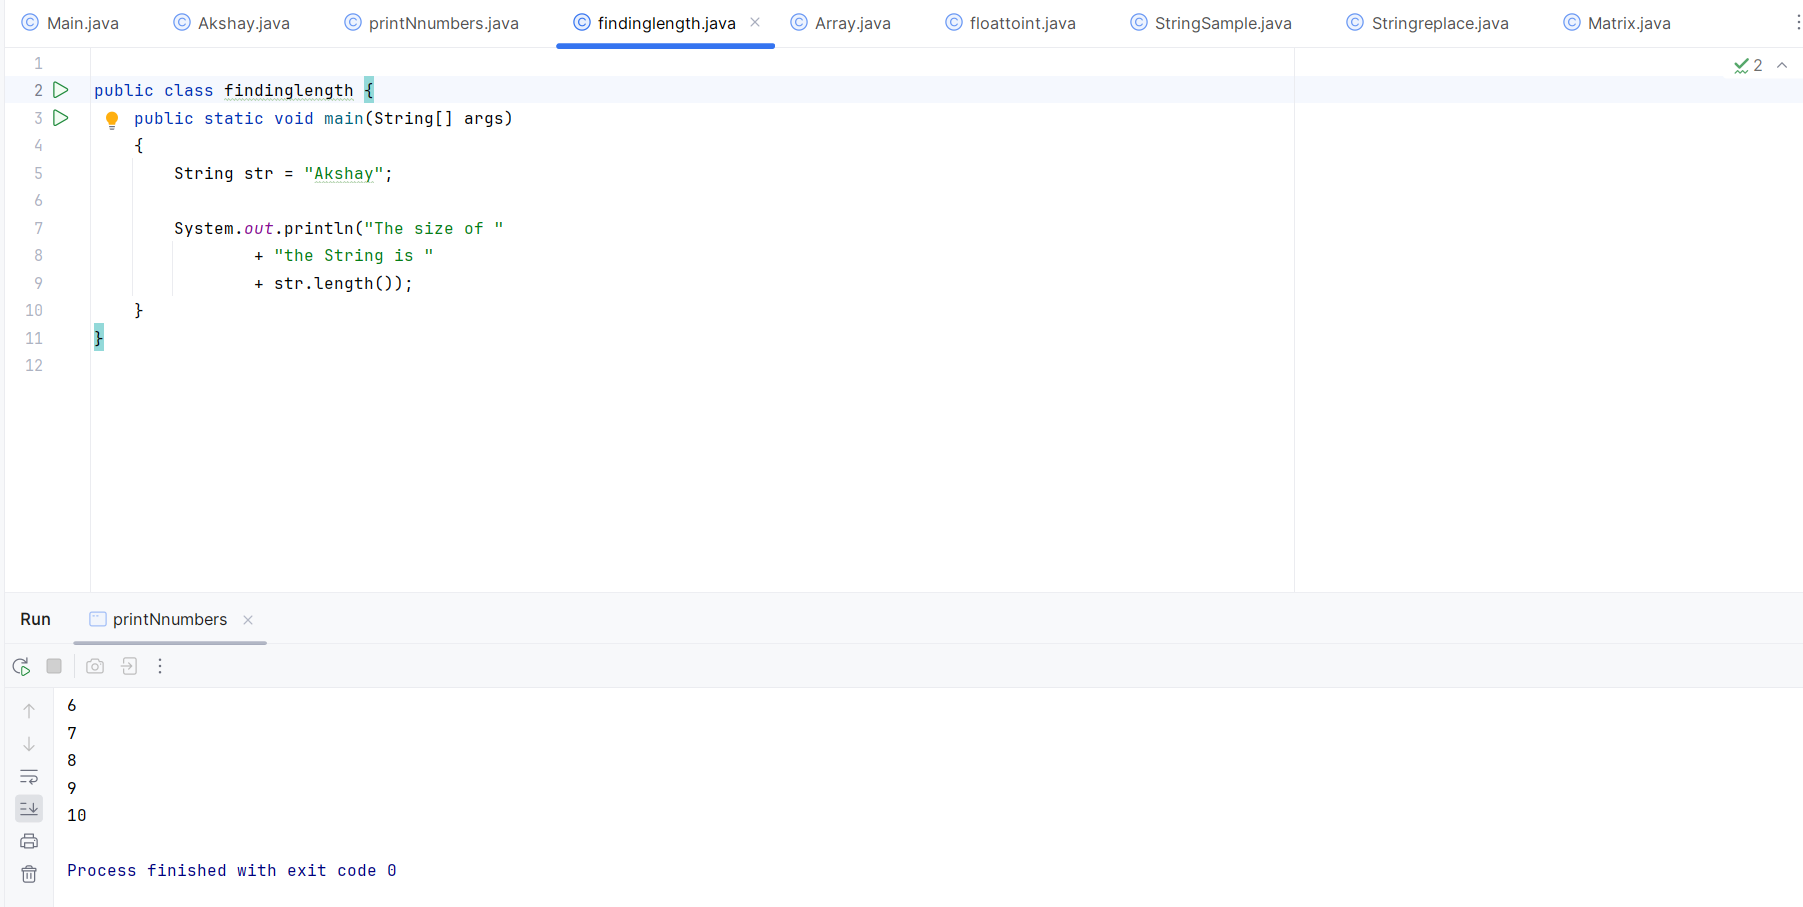 Main.java Akshay.java printNnumbers.java findinglength.java Array.java floattoint.java StringSample.java Stringreplace.java Matrix.java
2
1
2 public class findinglength {
3 public static void main(String[] args)
4 {
5 String str = "Akshay";
6
7 System.out.println("The size of "
8 + "the String is "
9 + str.length());
10 }
11 }
12
Run printNnumbers
6
7
8
9
10
Process finished with exit code 0